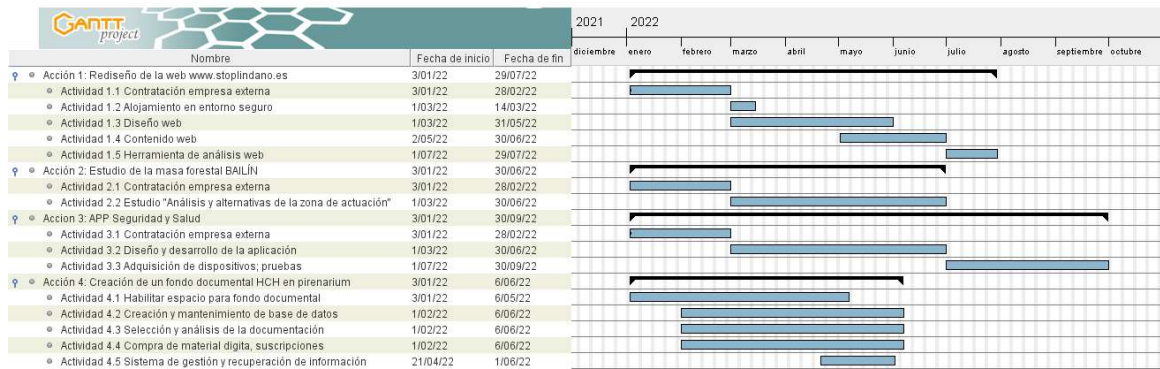 GANTT project
2021 2022
Nombre Fecha de inicio Fecha de fin diciembre enero febrero marzo abril mayo junio julio agosto septiembre octubre
Acción 1: Rediseño de la web www.stoplindano.es 3/01/22 29/07/22
Actividad 1.1 Contratación empresa externa 3/01/22 28/02/22
Actividad 1.2 Alojamiento en entorno seguro 1/03/22 14/03/22
Actividad 1.3 Diseño web 1/03/22 31/05/22
Actividad 1.4 Contenido web 2/05/22 30/06/22
Actividad 1.5 Herramienta de análisis web 1/07/22 29/07/22
Acción 2: Estudio de la masa forestal BAILÍN 3/01/22 30/06/22
Actividad 2.1 Contratación empresa externa 3/01/22 28/02/22
Actividad 2.2 Estudio "Análisis y alternativas de la zona de actuación" 1/03/22 30/06/22
Accion 3: APP Seguridad y Salud 3/01/22 30/09/22
Actividad 3.1 Contratación empresa externa 3/01/22 28/02/22
Actividad 3.2 Diseño y desarrollo de la aplicación 1/03/22 30/06/22
Actividad 3.3 Adquisición de dispositivos; pruebas 1/07/22 30/09/22
Acción 4: Creación de un fondo documental HCH en pirenarium 3/01/22 6/06/22
Actividad 4.1 Habilitar espacio para fondo documental 3/01/22 6/05/22
Actividad 4.2 Creación y mantenimiento de base de datos 1/02/22 6/06/22
Actividad 4.3 Selección y análisis de la documentación 1/02/22 6/06/22
Actividad 4.4 Compra de material digita, suscripciones 1/02/22 6/06/22
Actividad 4.5 Sistema de gestión y recuperación de información 21/04/22 1/06/22